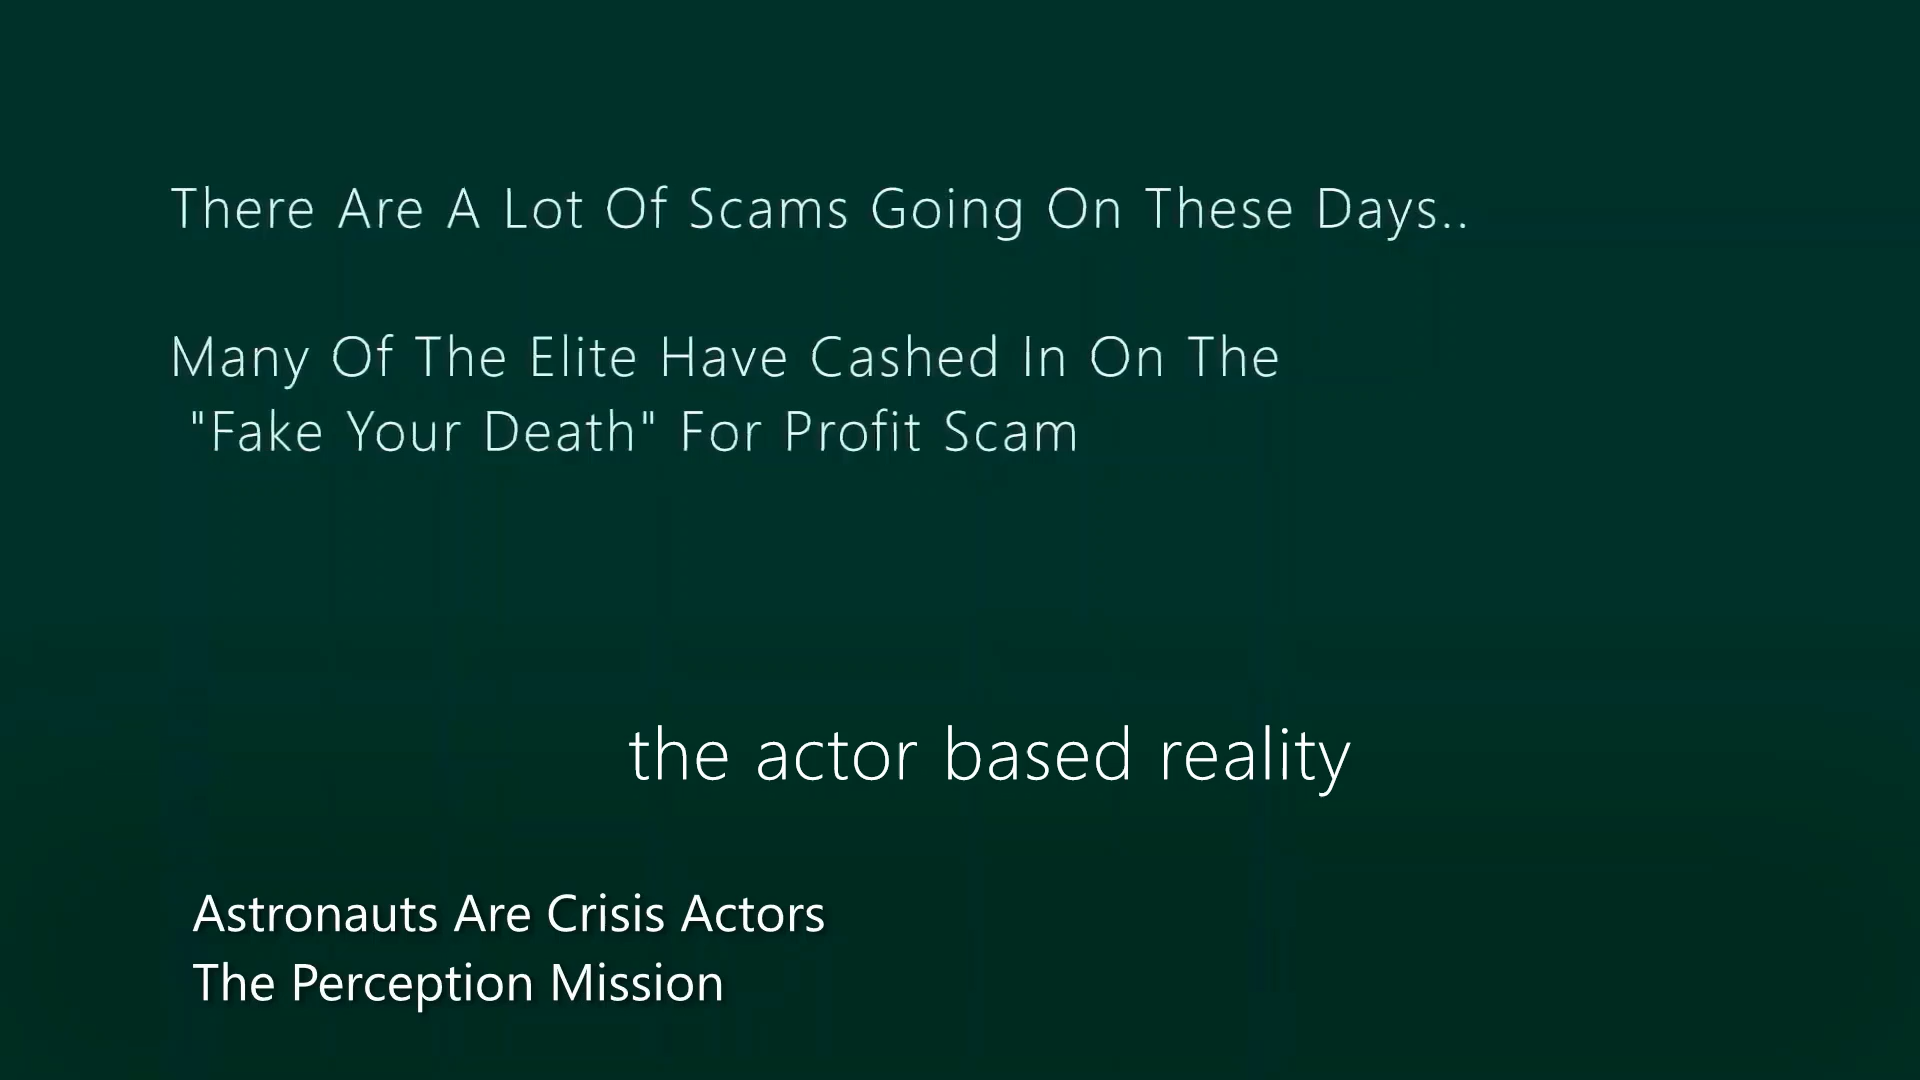 There Are A Lot Of Scams Going On These Days..
Many Of The Elite Have Cashed In On The
"Fake Your Death" For Profit Scam
the actor based reality
Astronauts Are Crisis Actors
The Perception Mission